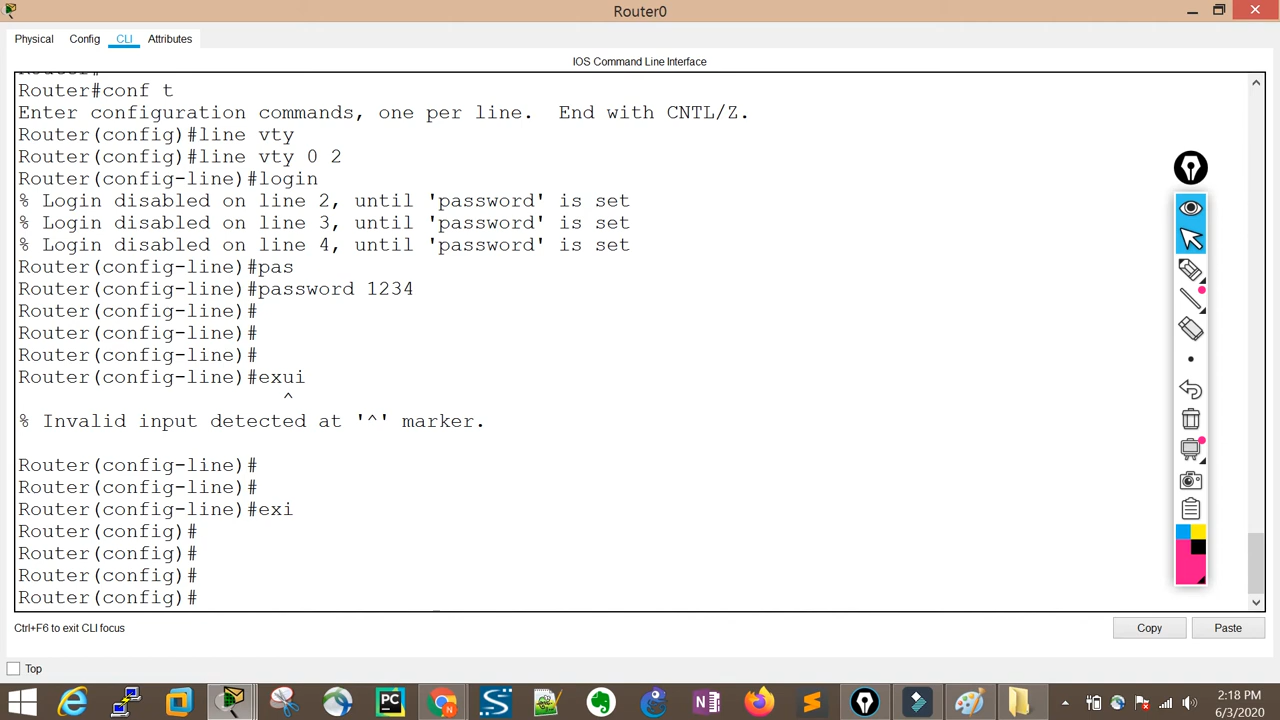 Router0
Physical Config CLI Attributes
IOS Command Line Interface
Router#conf t
Enter configuration commands, one per line.  End with CNTL/Z.
Router(config)#line vty
Router(config)#line vty 0 2
Router(config-line)#login
% Login disabled on line 2, until 'password' is set
% Login disabled on line 3, until 'password' is set
% Login disabled on line 4, until 'password' is set
Router(config-line)#pas
Router(config-line)#password 1234
Router(config-line)#
Router(config-line)#
Router(config-line)#
Router(config-line)#exui
^
% Invalid input detected at '^' marker.
Router(config-line)#
Router(config-line)#
Router(config-line)#exi
Router(config)#
Router(config)#
Router(config)#
Router(config)#
Ctrl+F6 to exit CLI focus
Copy Paste
Top
PC N
2:18 PM
6/3/2020